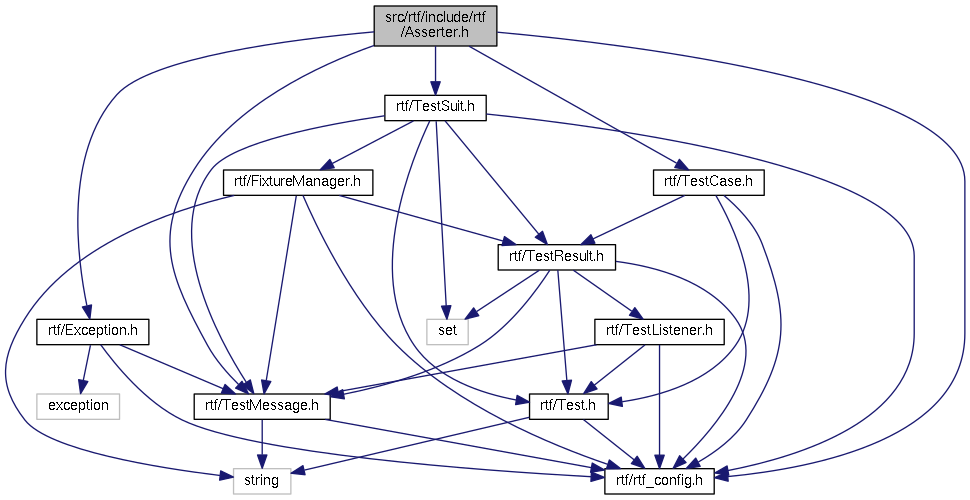 src/rtf/include/rtf
/Asserter.h
rtf/TestSuit.h
rtf/FixtureManager.h
rtf/TestCase.h
rtf/TestResult.h
rtf/Exception.h
set
rtf/TestListener.h
exception
rtf/TestMessage.h
rtf/Test.h
string
rtf/rtf_config.h